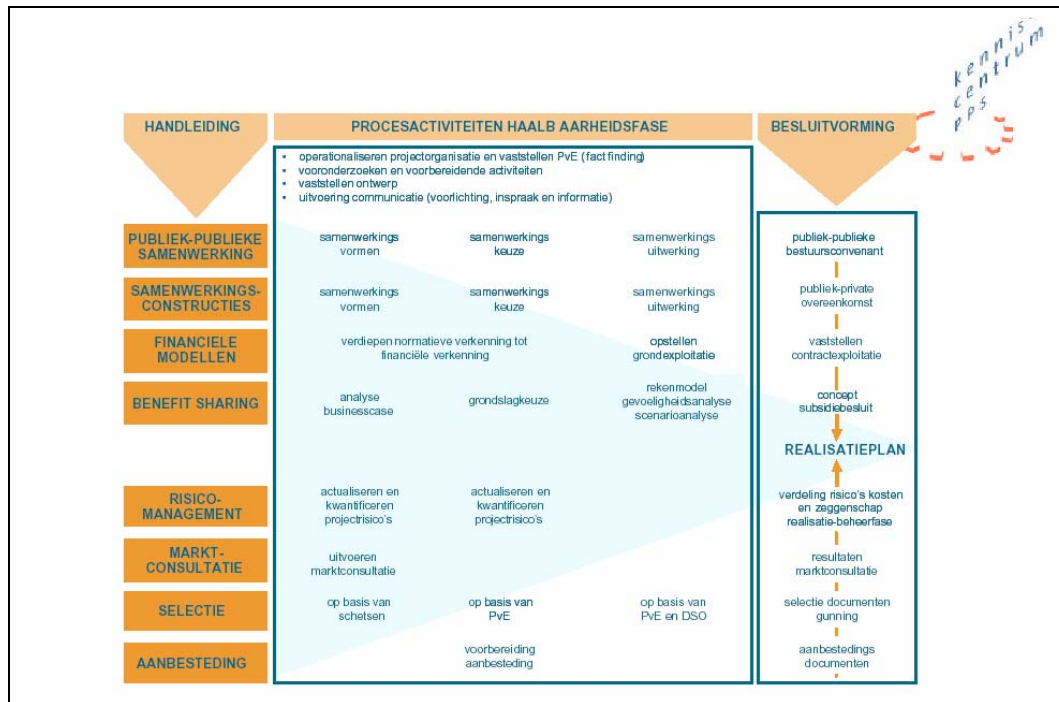 kennis
centrum
PPS
HANDLEIDING
PROCESACTIVITEITEN HAALB AARHEIDSFASE
BESLUITVORMING
• operationaliseren projectorganisatie en vaststellen PvE (fact finding)
• vooronderzoeken en voorbereidende activiteiten
• vaststellen ontwerp
• uitvoering communicatie (voorlichting, inspraak en informatie)
PUBLIEK-PUBLIEKE
SAMENWERKING
samenwerkings
vormen
samenwerkings
keuze
samenwerkings
uitwerking
publiek-publieke
bestuursconvenant
SAMENWERKINGS-
CONSTRUCTIES
samenwerkings
vormen
samenwerkings
keuze
samenwerkings
uitwerking
publiek-private
overeenkomst
FINANCIELE
MODELLEN
verdiepen normatieve verkenning tot
financiële verkenning
opstellen
grondexploitatie
vaststellen
contractexploitatie
BENEFIT SHARING
analyse
businesscase
grondslagkeuze
rekenmodel
gevoeligheidsanalyse
scenarioanalyse
concept
subsidiebesluit
REALISATIEPLAN
RISICO-
MANAGEMENT
actualiseren en
kwantificeren
projectrisico's
actualiseren en
kwantificeren
projectrisico's
verdeling risico's kosten
en zeggenschap
realisatie-beheerfase
MARKT-
CONSULTATIE
uitvoeren
marktconsultatie
resultaten
marktconsultatie
SELECTIE
op basis van
schetsen
op basis van
PvE
op basis van
PvE en DSO
selectie documenten
gunning
AANBESTEDING
voorbereiding
aanbesteding
aanbestedings
documenten